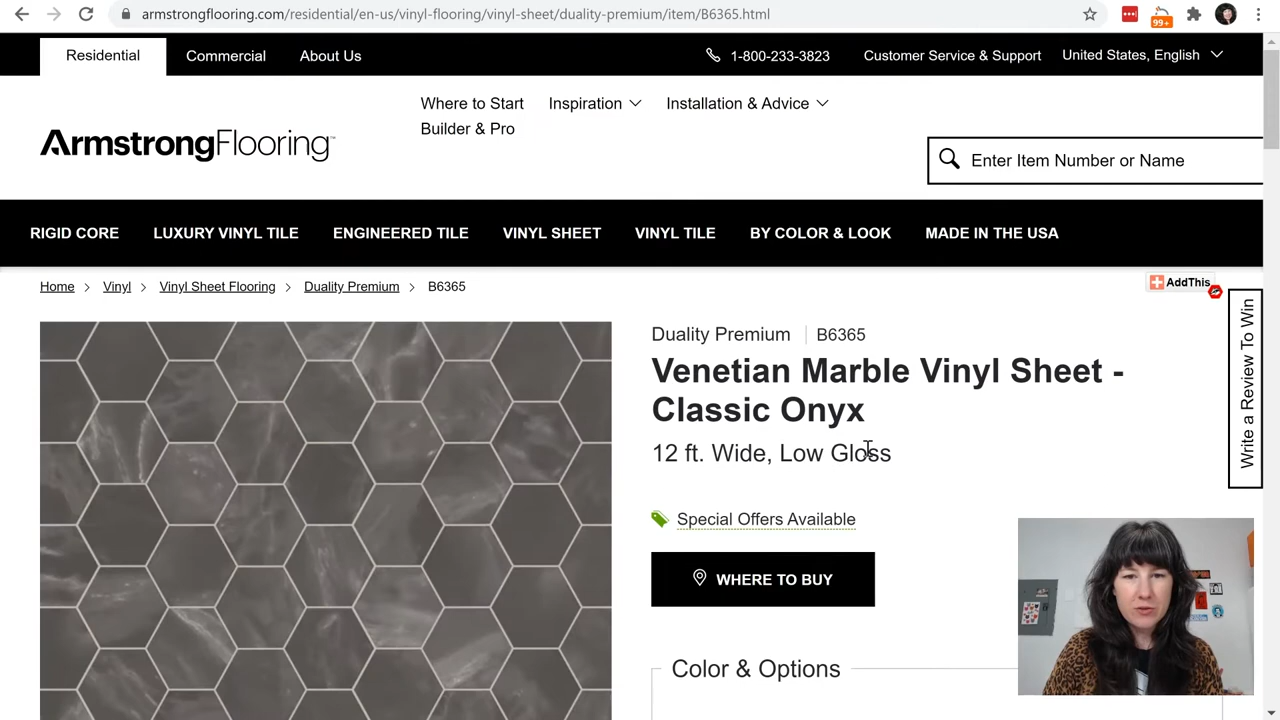 armstrongflooring.com/residential/en-us/vinyl-flooring/vinyl-sheet/duality-premium/item/B6365.html
99+
Residential
Commercial
About Us
1-800-233-3823
Customer Service & Support
United States, English
Where to Start
Inspiration
Installation & Advice
Builder & Pro
ArmstrongFlooring™
Enter Item Number or Name
RIGID CORE
LUXURY VINYL TILE
ENGINEERED TILE
VINYL SHEET
VINYL TILE
BY COLOR & LOOK
MADE IN THE USA
Home > Vinyl > Vinyl Sheet Flooring > Duality Premium > B6365
AddThis
Write a Review To Win
Duality Premium | B6365
Venetian Marble Vinyl Sheet -
Classic Onyx
12 ft. Wide, Low Gloss
Special Offers Available
WHERE TO BUY
Color & Options